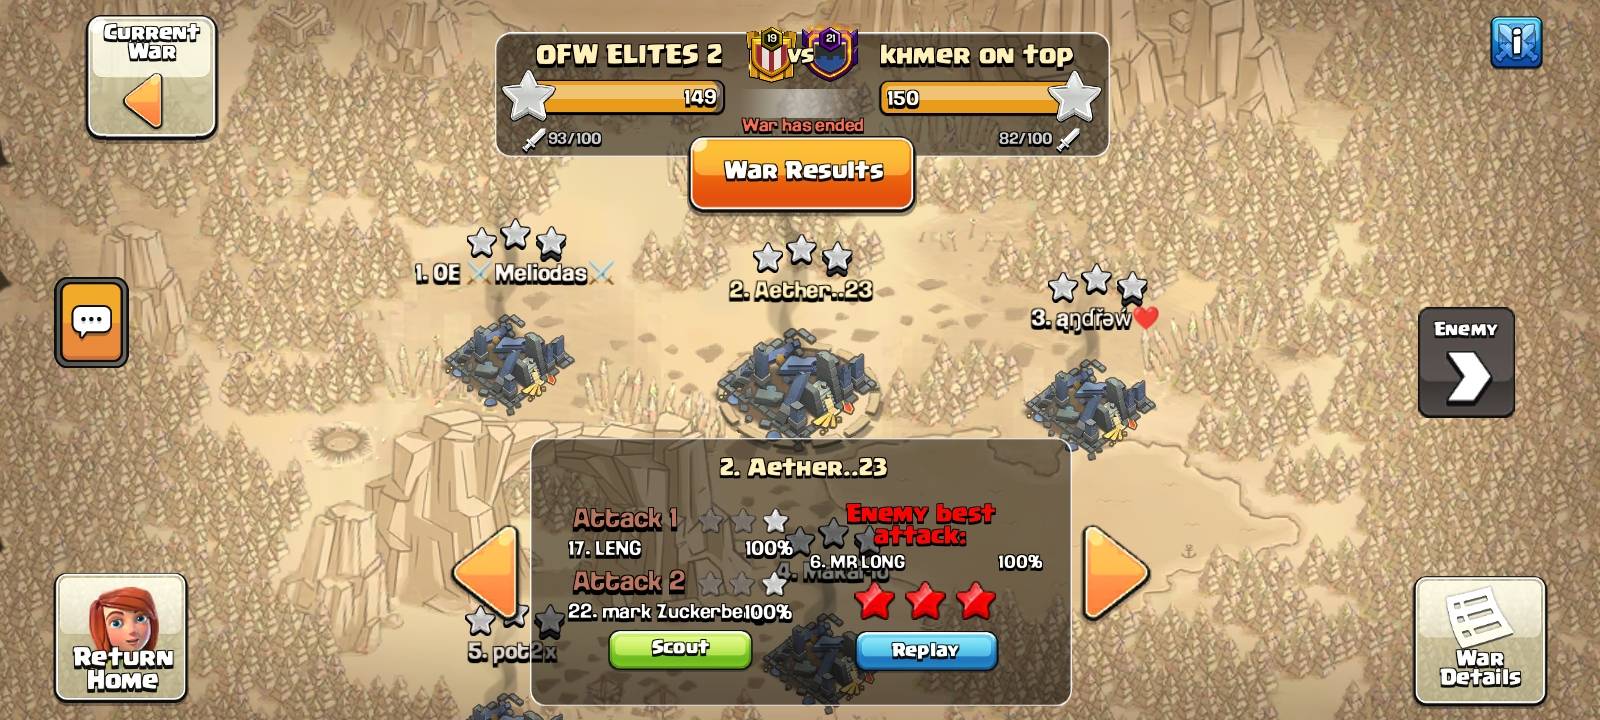 Current
War
OFW ELITES 2
19
VS
21
KHMER ON TOP
149
150
93/100
War has ended
82/100
War Results
1. OE ⚔️Meliodas⚔️
2. Aether..23
3. ąŋďřəẃ❤️
Enemy
2. Aether..23
Attack 1
17. LENG
100%
Attack 2
22. mark Zuckerbe
100%
Enemy best
attack:
6. MR LONG
100%
5. pot2x
Scout
Replay
Return
Home
War
Details